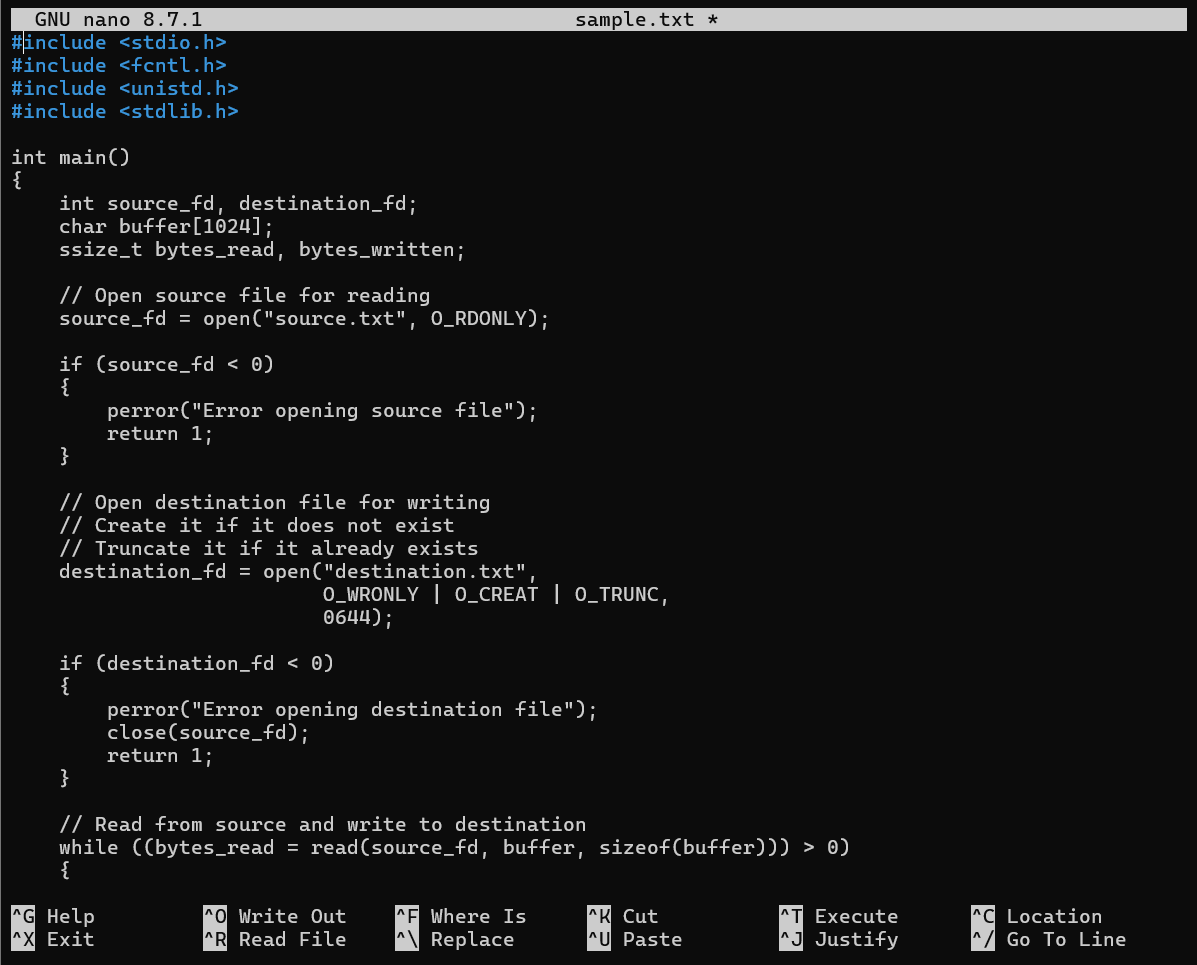 GNU nano 8.7.1 sample.txt *
#include <stdio.h>
#include <fcntl.h>
#include <unistd.h>
#include <stdlib.h>

int main()
{
    int source_fd, destination_fd;
    char buffer[1024];
    ssize_t bytes_read, bytes_written;

    // Open source file for reading
    source_fd = open("source.txt", O_RDONLY);

    if (source_fd < 0)
    {
        perror("Error opening source file");
        return 1;
    }

    // Open destination file for writing
    // Create it if it does not exist
    // Truncate it if it already exists
    destination_fd = open("destination.txt",
                          O_WRONLY | O_CREAT | O_TRUNC,
                          0644);

    if (destination_fd < 0)
    {
        perror("Error opening destination file");
        close(source_fd);
        return 1;
    }

    // Read from source and write to destination
    while ((bytes_read = read(source_fd, buffer, sizeof(buffer))) > 0)
    {

^G Help ^O Write Out ^F Where Is ^K Cut ^T Execute ^C Location
^X Exit ^R Read File ^\ Replace ^U Paste ^J Justify ^/ Go To Line